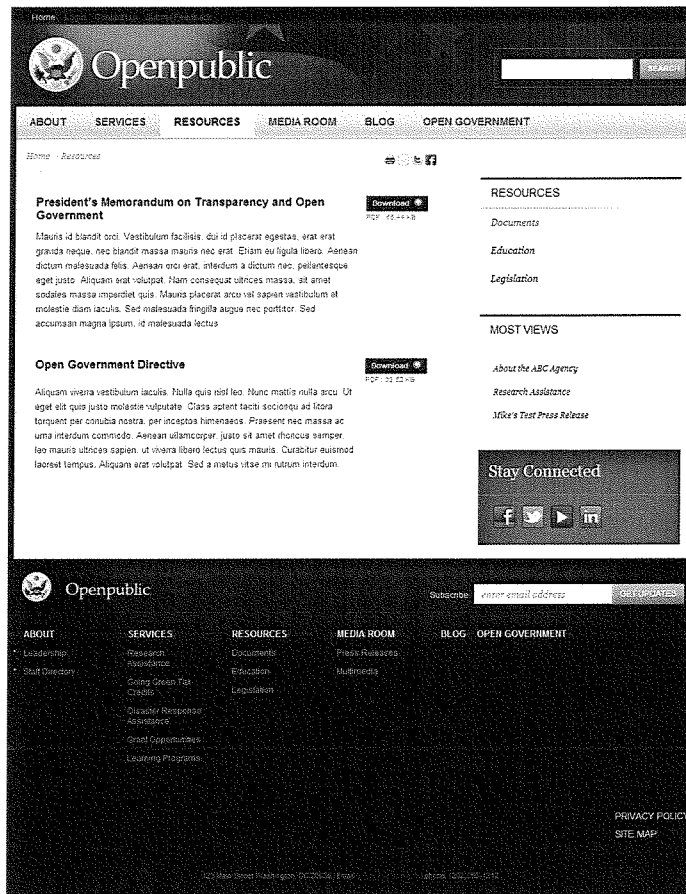 Home
Openpublic
SEARCH
ABOUT SERVICES RESOURCES MEDIA ROOM BLOG OPEN GOVERNMENT
Home Resources
President's Memorandum on Transparency and Open
Government
Download
Mauris id blandit orci. Vestibulum facilisis, dui id placerat egestas, erat erat
gravida neque, nec blandit massa mauris nec erat. Etiam eu ligula libero. Aenean
dictum malesuada felis. Aenean orci erat, interdum a dictum nec, pellentesque
eget justo. Aliquam erat volutpat. Nam consequat ultrices massa, sit amet
sodales massa imperdiet quis. Mauris placerat arcu vel sapien vestibulum et
molestie diam iaculis. Sed malesuada fringilla augue nec porttitor. Sed
accumsan magna ipsum, id malesuada lectus
Open Government Directive
Download
Aliquam viverra vestibulum iaculis. Nulla quis nisl leo. Nunc mattis nulla arcu. Ut
eget elit quis justo molestie vulputate. Class aptent taciti sociosqu ad litora
torquent per conubia nostra, per inceptos himenaeos. Praesent nec massa ac
urna interdum commodo. Aenean ullamcorper, justo sit amet rhoncus semper,
leo mauris ultrices sapien, ut viverra libero lectus quis mauris. Curabitur euismod
laoreet tempus. Aliquam erat volutpat. Sed a metus vitae mi rutrum interdum.
RESOURCES
Documents
Education
Legislation
MOST VIEWS
About the ABC Agency
Research Assistance
Mike's Test Press Release
Stay Connected
Openpublic
Subscribe enter email address GET UPDATES
ABOUT SERVICES RESOURCES MEDIA ROOM BLOG OPEN GOVERNMENT
Leadership
Staff Directory
Research
Assistance
Going Green Tax
Credits
Disaster Response
Assistance
Grant Opportunities
Learning Programs
Documents
Education
Legislation
Press Releases
Multimedia
PRIVACY POLICY
SITE MAP